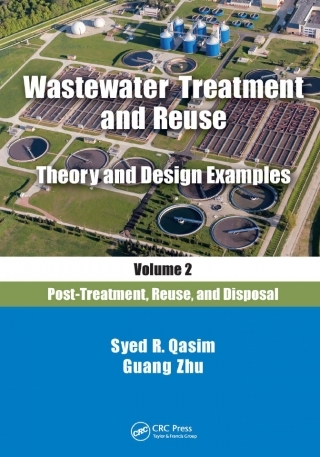 Wastewater Treatment
and Reuse
Theory and Design Examples
Volume 2
Post-Treatment, Reuse, and Disposal
Syed R. Qasim
Guang Zhu
CRC
CRC Press
Taylor & Francis Group